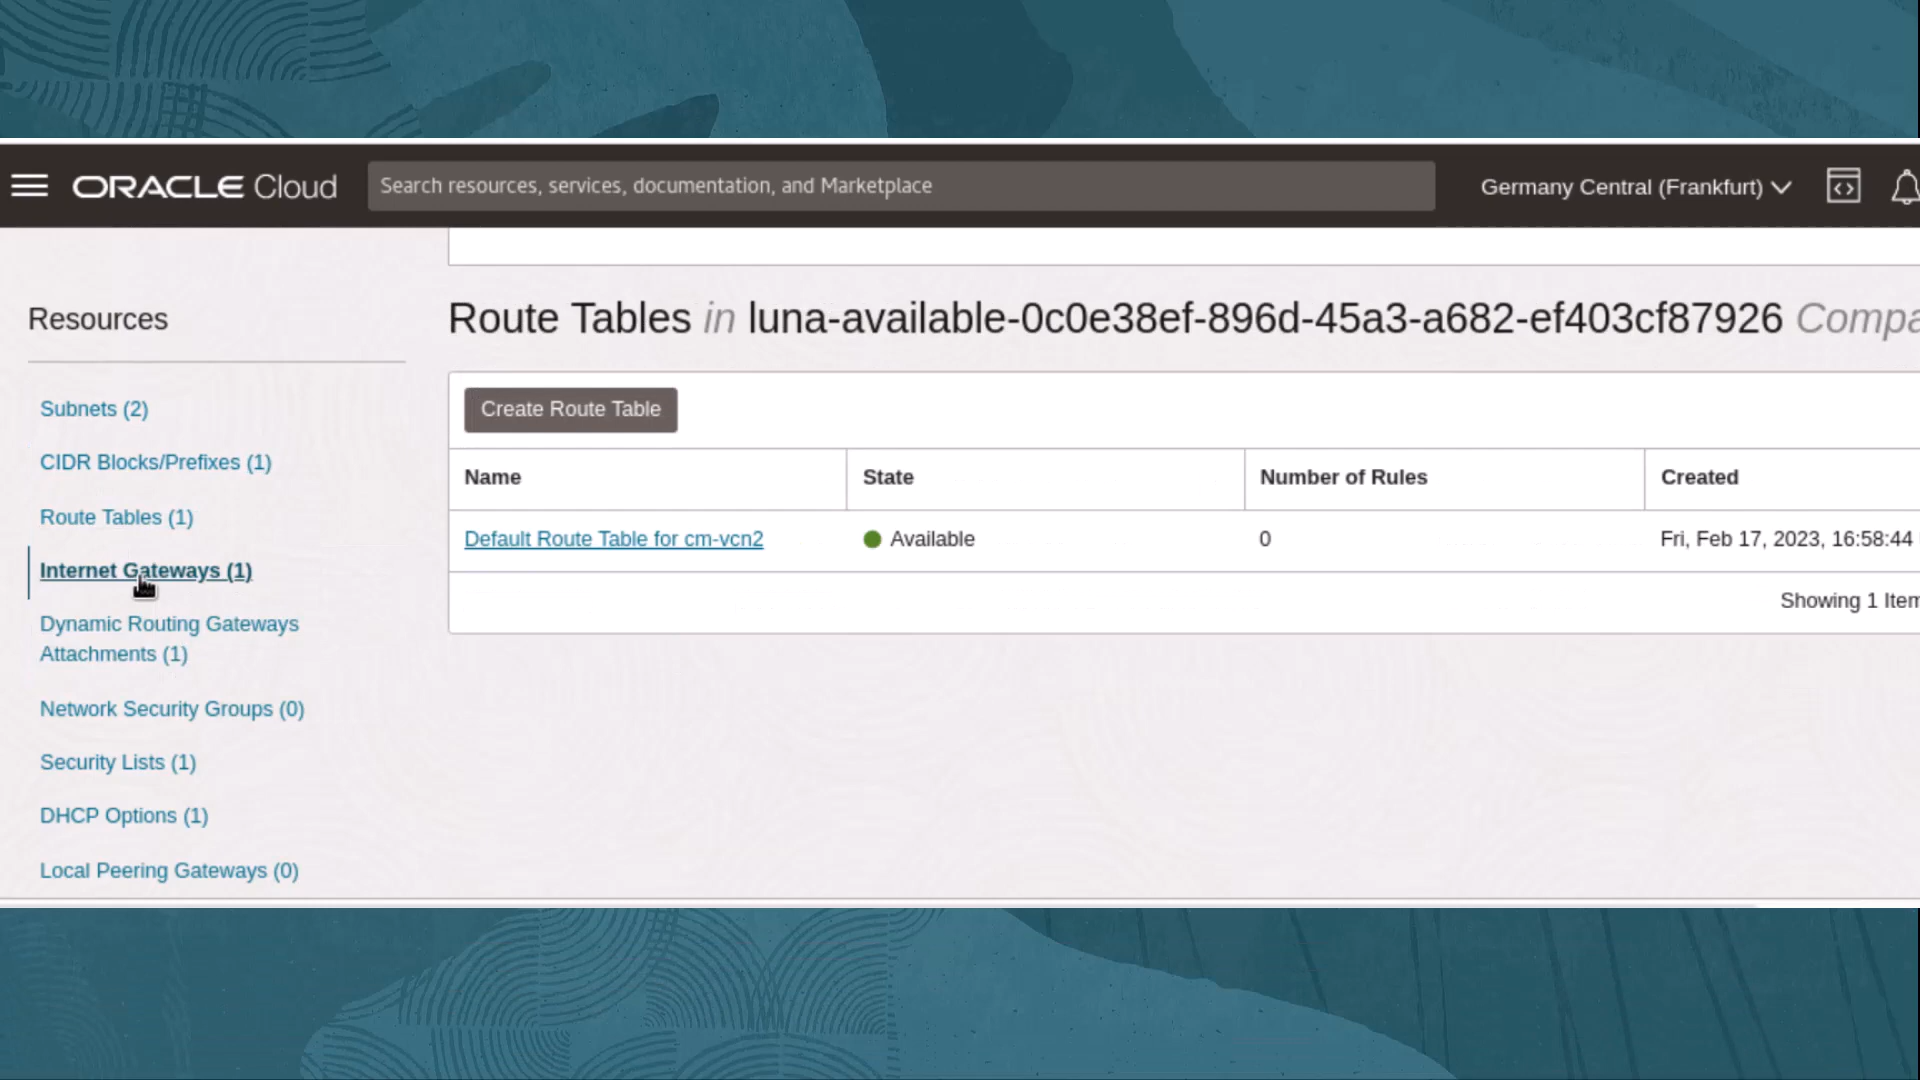 ORACLE Cloud
Search resources, services, documentation, and Marketplace
Germany Central (Frankfurt)
Resources
Subnets (2)
CIDR Blocks/Prefixes (1)
Route Tables (1)
Internet Gateways (1)
Dynamic Routing Gateways
Attachments (1)
Network Security Groups (0)
Security Lists (1)
DHCP Options (1)
Local Peering Gateways (0)
Route Tables in luna-available-0c0e38ef-896d-45a3-a682-ef403cf87926 Compa
Create Route Table
Name State Number of Rules Created
Default Route Table for cm-vcn2 Available 0 Fri, Feb 17, 2023, 16:58:44
Showing 1 Item